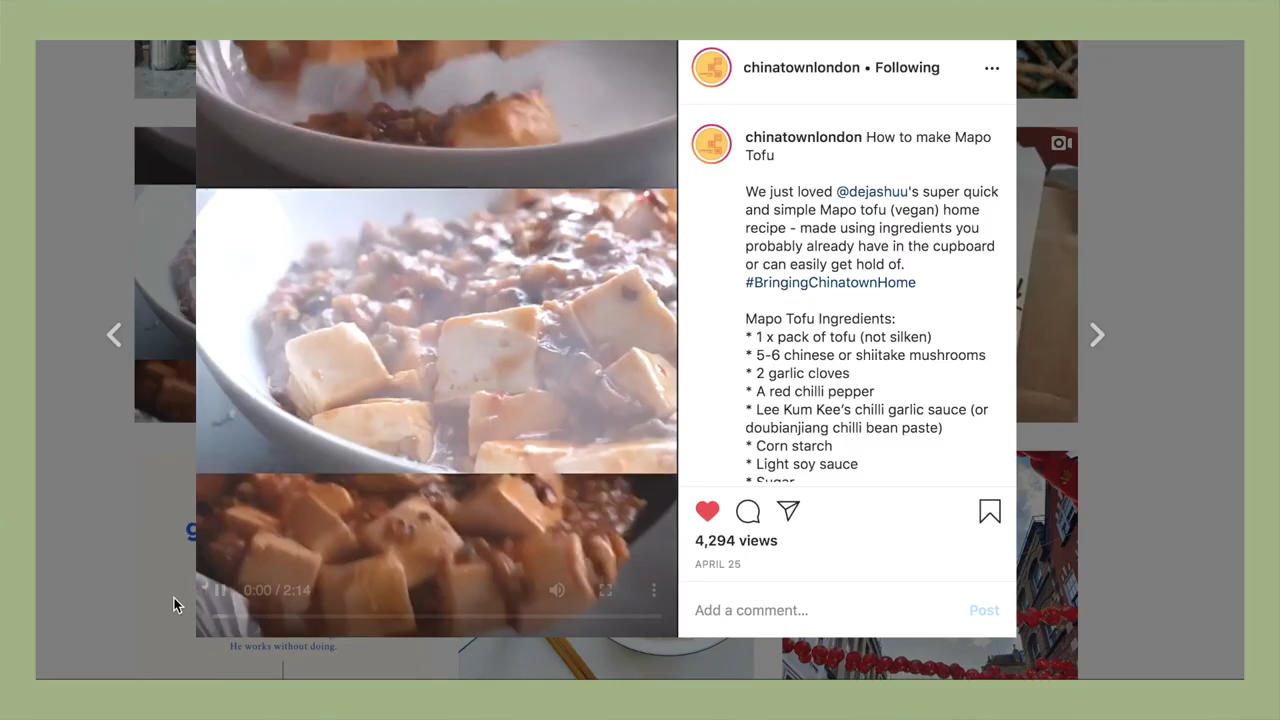 chinatownlondon • Following
chinatownlondon How to make Mapo
Tofu
We just loved @dejashuu's super quick
and simple Mapo tofu (vegan) home
recipe - made using ingredients you
probably already have in the cupboard
or can easily get hold of.
#BringingChinatownHome
Mapo Tofu Ingredients:
* 1 x pack of tofu (not silken)
* 5-6 chinese or shiitake mushrooms
* 2 garlic cloves
* A red chilli pepper
* Lee Kum Kee’s chilli garlic sauce (or
doubianjiang chilli bean paste)
* Corn starch
* Light soy sauce
* Sugar
4,294 views
APRIL 25
Add a comment…
Post
0:00 / 2:14
g
He works without doing.